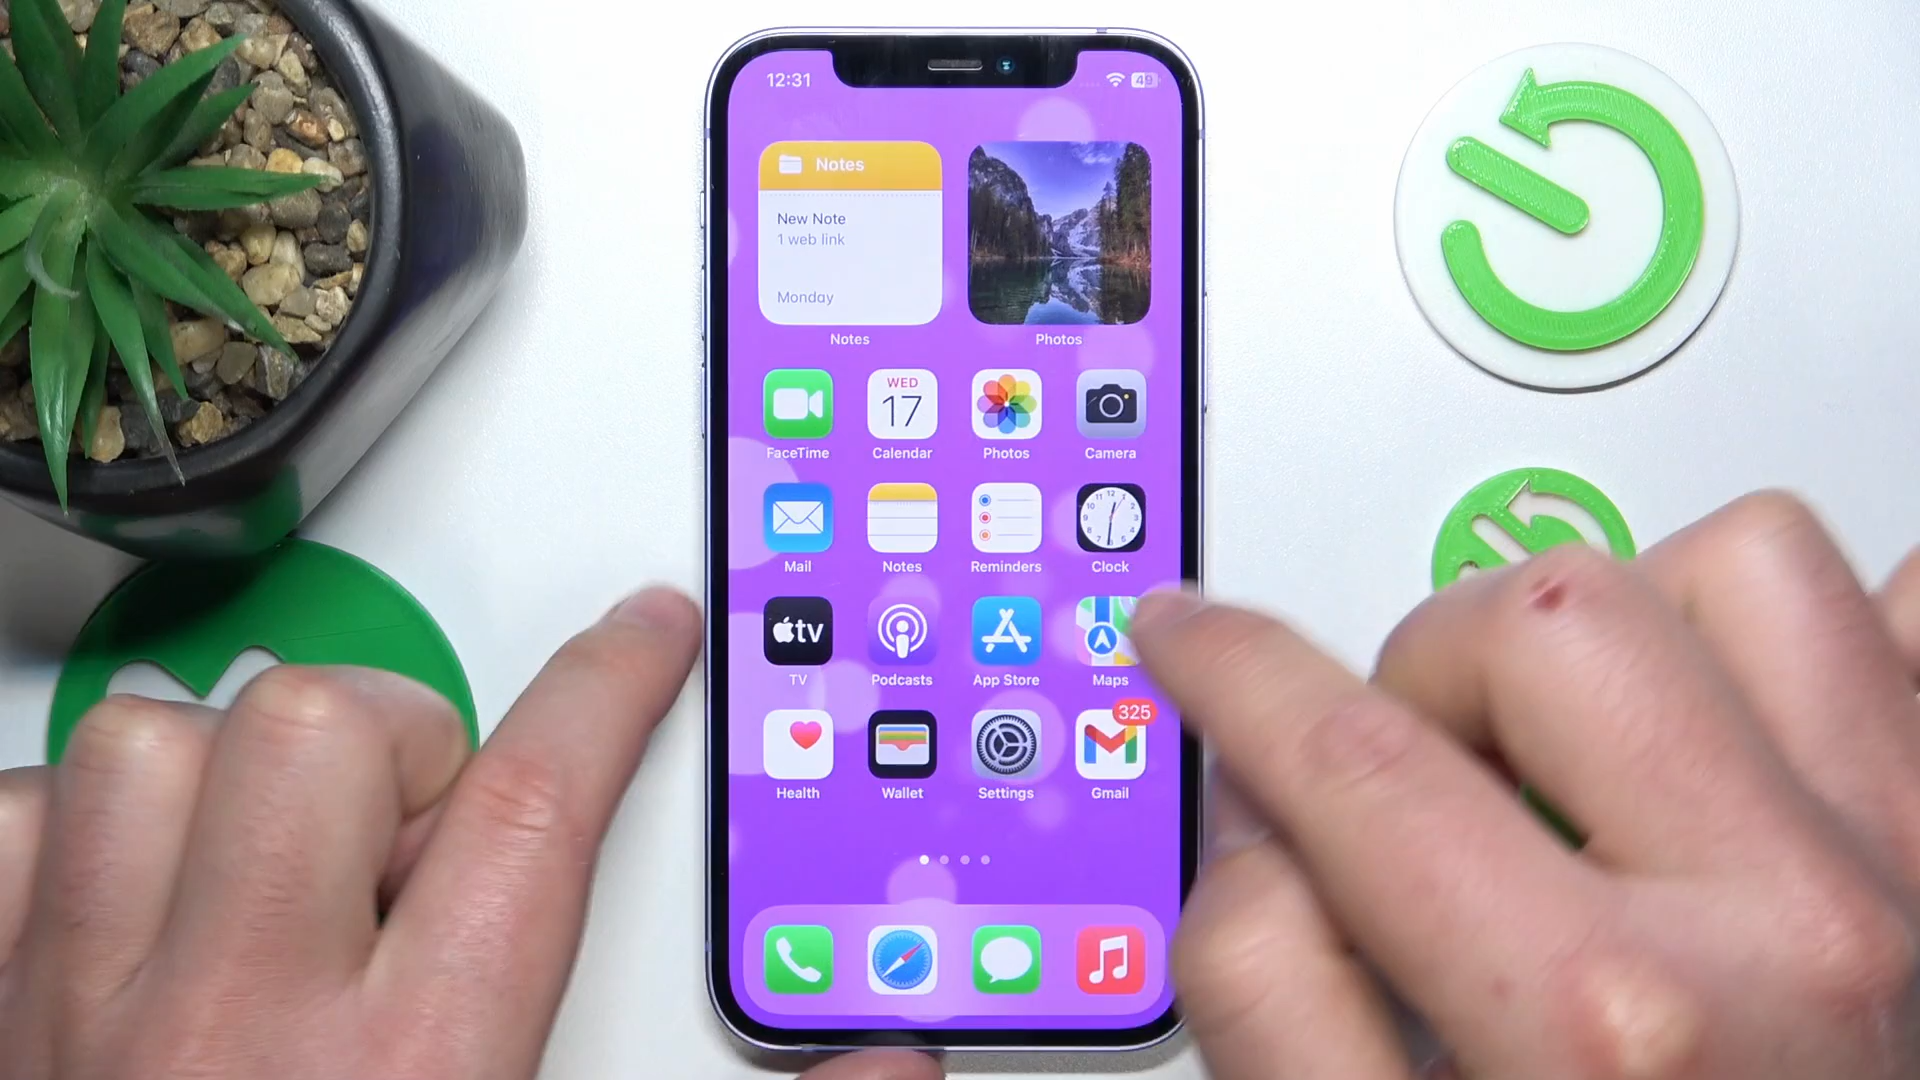 12:31
49
Notes
New Note
1 web link
Monday
Notes
Photos
WED
17
FaceTime
Calendar
Photos
Camera
Mail
Notes
Reminders
Clock
tv
TV
Podcasts
App Store
Maps
325
Health
Wallet
Settings
Gmail